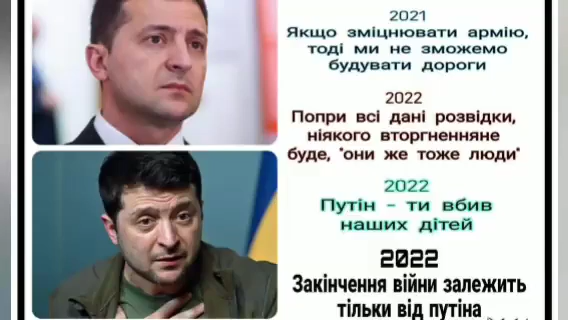 2021
Якщо зміцнювати армію,
тоді ми не зможемо
будувати дороги
2022
Попри всі дані розвідки,
ніякого вторгненняне
буде, "они же тоже люди"
2022
Путін - ти вбив
наших дітей
2022
Закінчення війни залежить
тільки від путіна